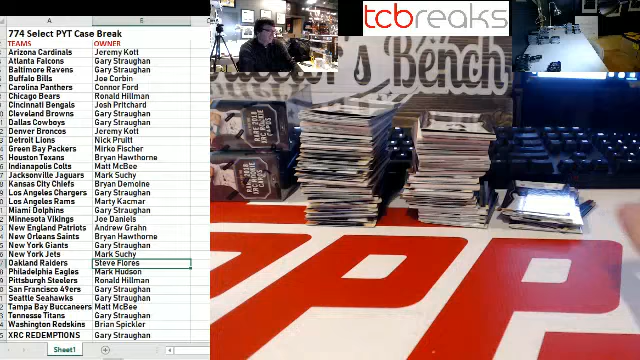 774 Select PYT Case Break
TEAMS OWNER
Arizona Cardinals Jeremy Kott
Atlanta Falcons Gary Straughan
Baltimore Ravens Gary Straughan
Buffalo Bills Joe Corbin
Carolina Panthers Connor Ford
Chicago Bears Ronald Hillman
Cincinnati Bengals Josh Pritchard
Cleveland Browns Gary Straughan
Dallas Cowboys Gary Straughan
Denver Broncos Jeremy Kott
Detroit Lions Nick Pruitt
Green Bay Packers Mirko Fischer
Houston Texans Bryan Hawthorne
Indianapolis Colts Matt McBee
Jacksonville Jaguars Mark Suchy
Kansas City Chiefs Bryan Demoine
Los Angeles Chargers Gary Straughan
Los Angeles Rams Marty Kacmar
Miami Dolphins Gary Straughan
Minnesota Vikings Joe Daniels
New England Patriots Andrew Grahn
New Orleans Saints Bryan Hawthorne
New York Giants Gary Straughan
New York Jets Mark Suchy
Oakland Raiders Steve Flores
Philadelphia Eagles Mark Hudson
Pittsburgh Steelers Ronald Hillman
San Francisco 49ers Gary Straughan
Seattle Seahawks Gary Straughan
Tampa Bay Buccaneers Matt McBee
Tennesse Titans Gary Straughan
Washington Redskins Brian Spickler
XRC REDEMPTIONS Gary Straughan
Sheet1
tcbreaks
Bench